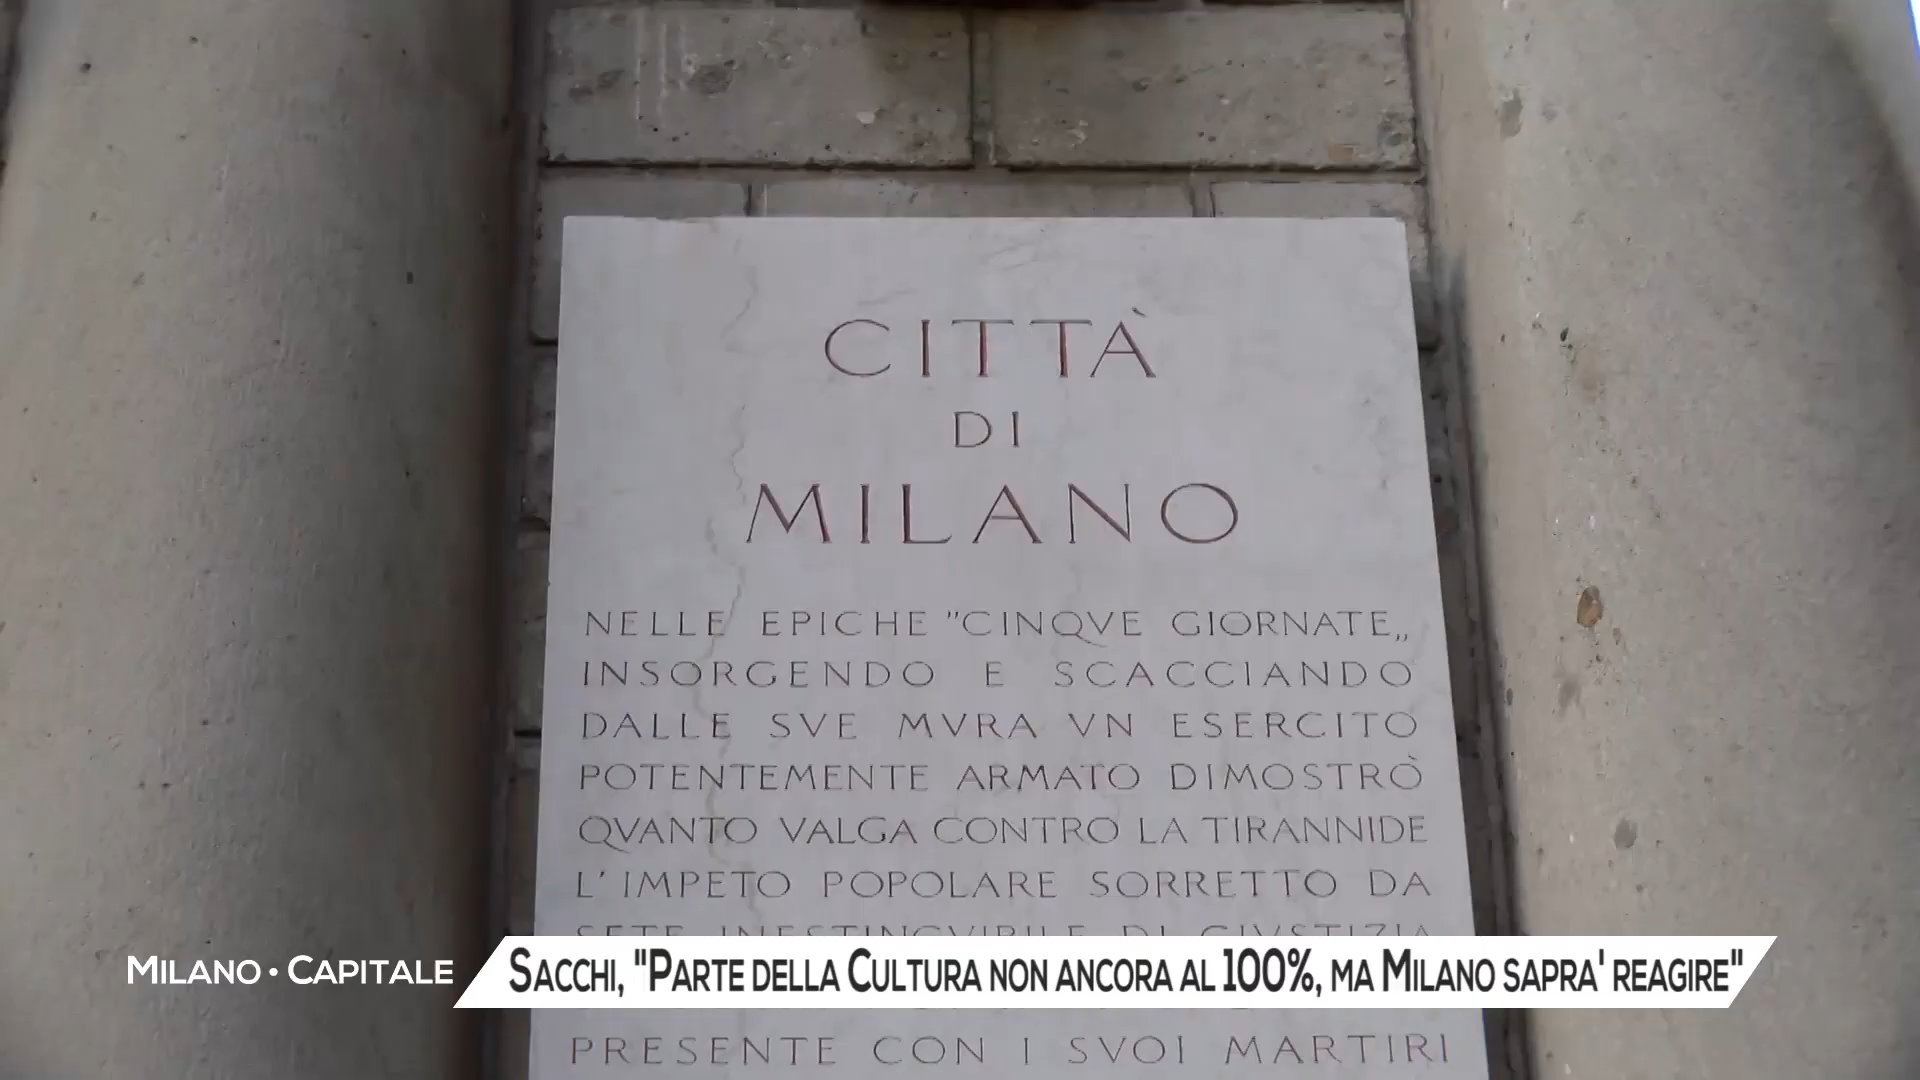 CITTÀ
DI
MILANO
NELLE EPICHE "CINQVE GIORNATE„
INSORGENDO E SCACCIANDO
DALLE SVE MVRA VN ESERCITO
POTENTEMENTE ARMATO DIMOSTRÒ
QVANTO VALGA CONTRO LA TIRANNIDE
L'IMPETO POPOLARE SORRETTO DA
SETE INESTINGVIBILE DI GIVSTIZIA
MILANO • CAPITALE
SACCHI, "PARTE DELLA CULTURA NON ANCORA AL 100%, MA MILANO SAPRA' REAGIRE"
PRESENTE CON I SVOI MARTIRI